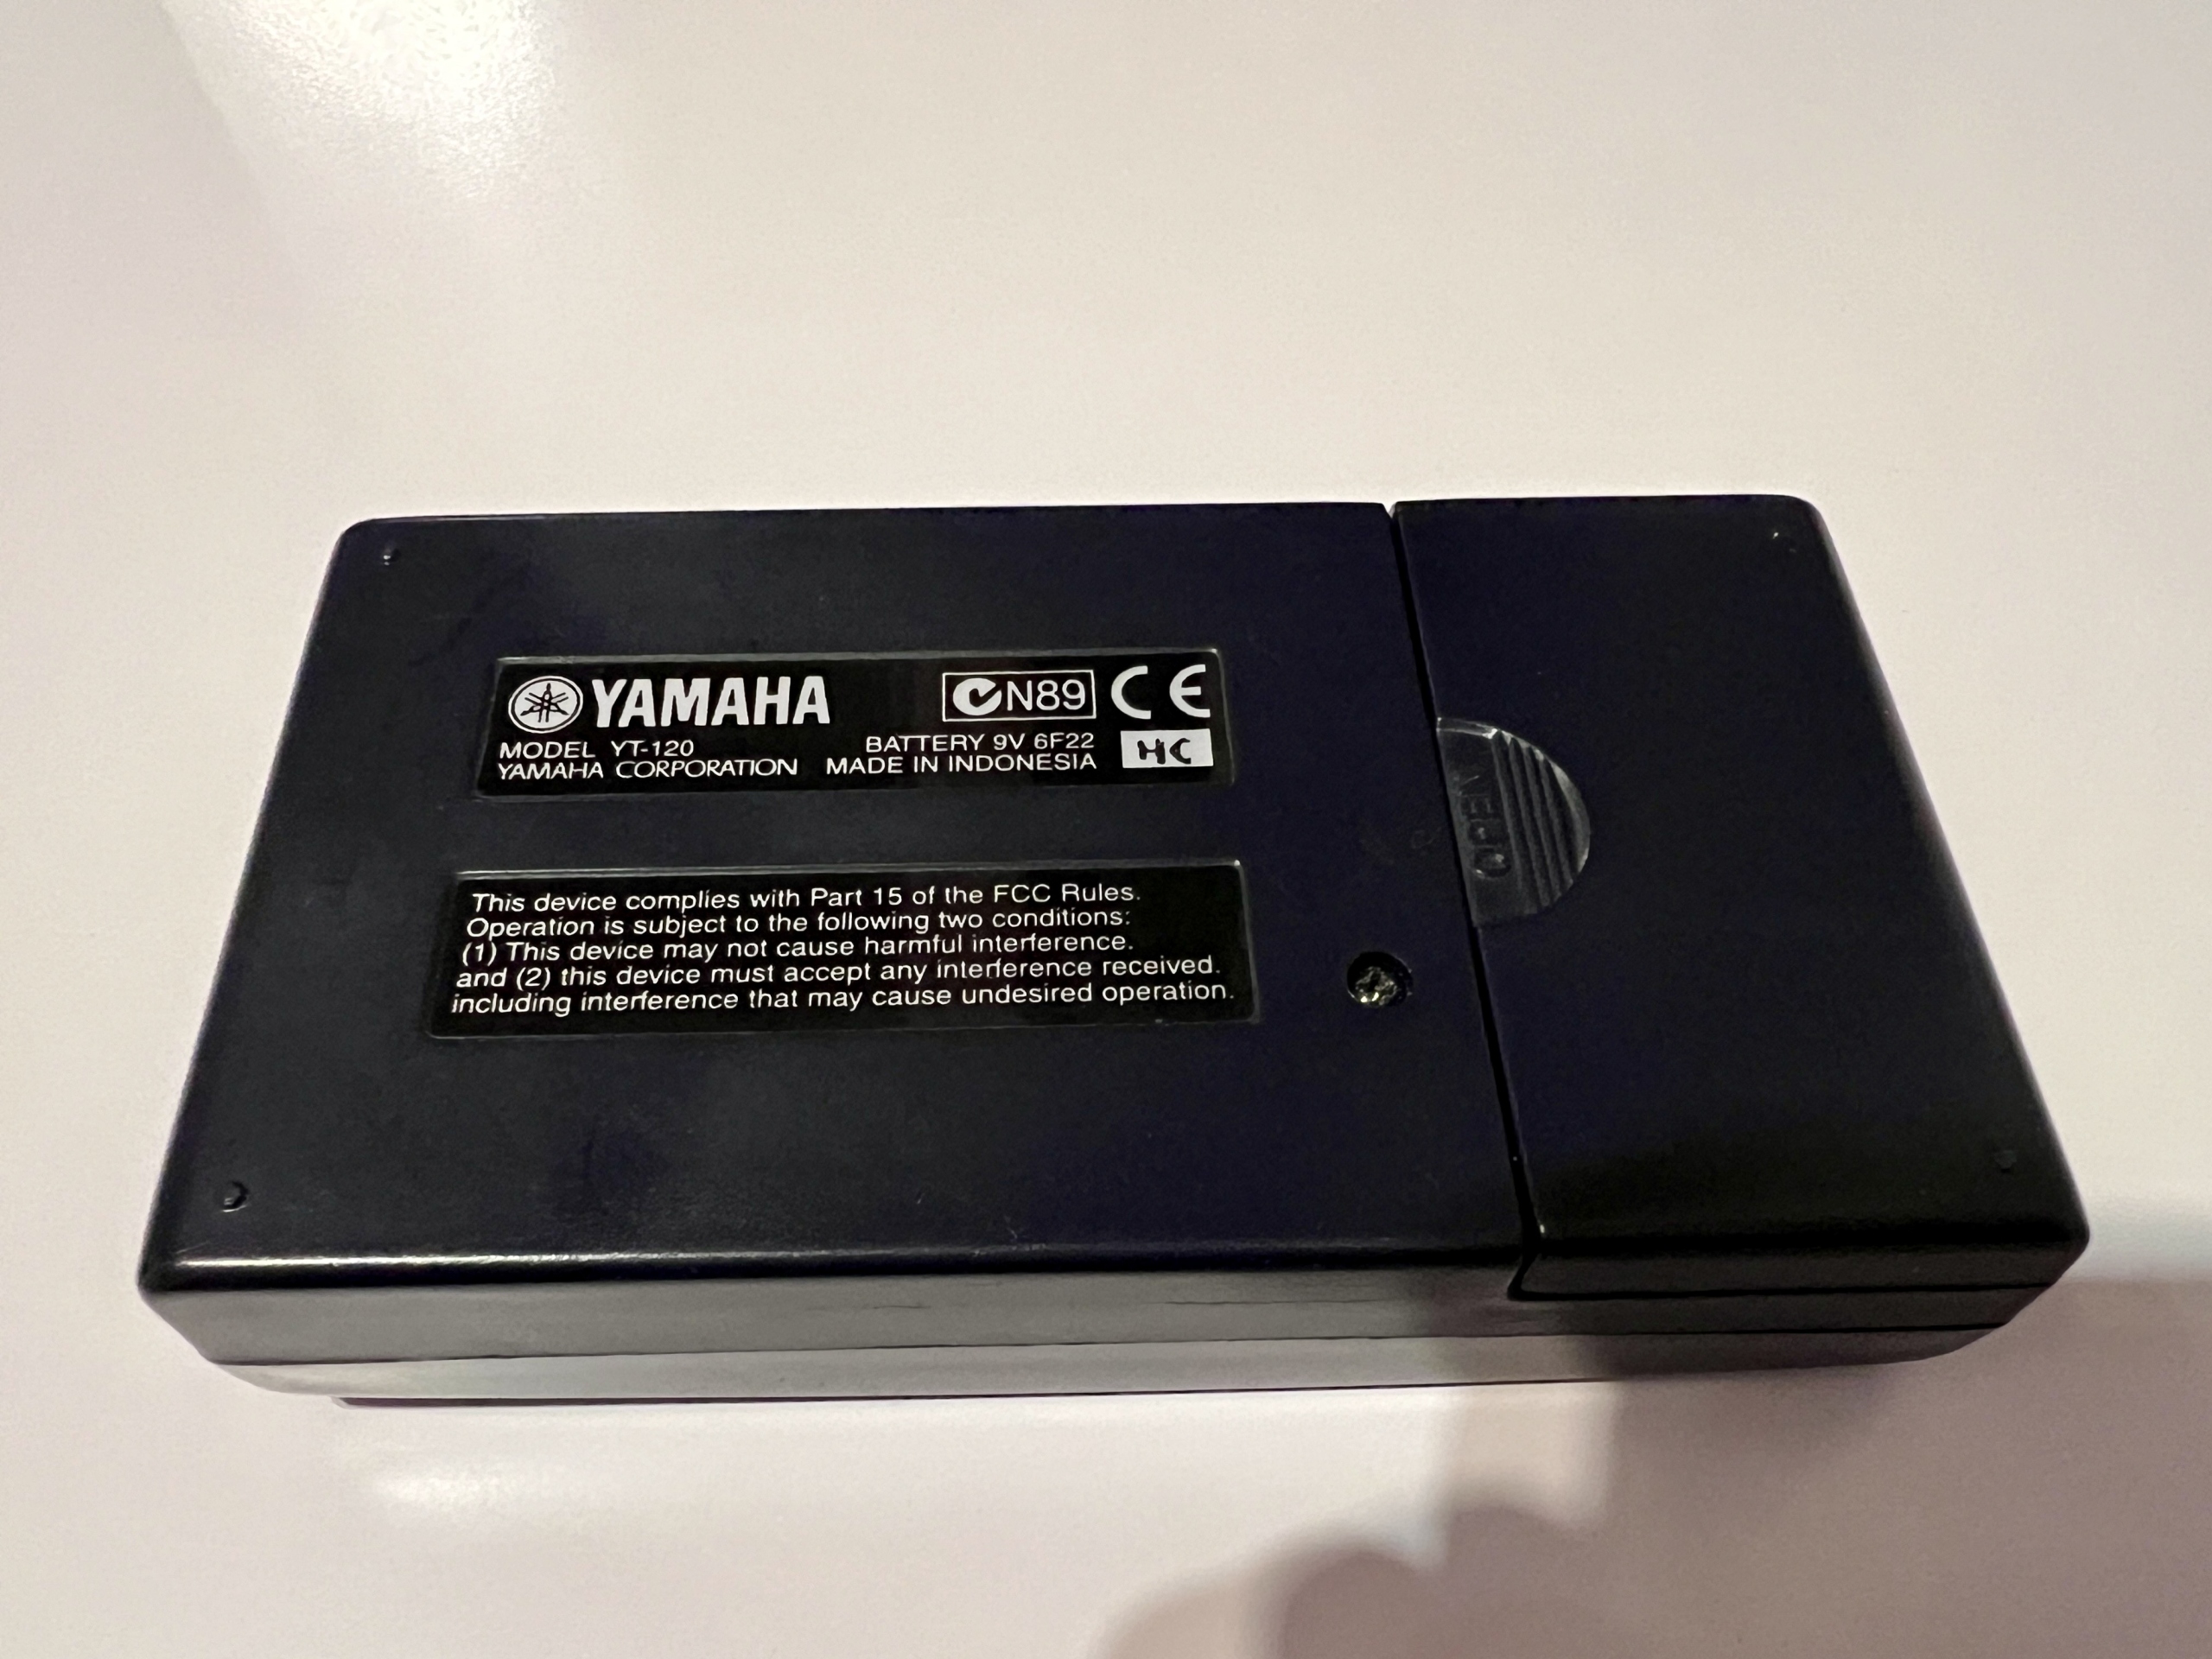 YAMAHA N89 CE
MODEL YT-120 BATTERY 9V 6F22 HC
YAMAHA CORPORATION MADE IN INDONESIA
OPEN
This device complies with Part 15 of the FCC Rules.
Operation is subject to the following two conditions:
(1) This device may not cause harmful interference.
and (2) this device must accept any interference received.
including interference that may cause undesired operation.